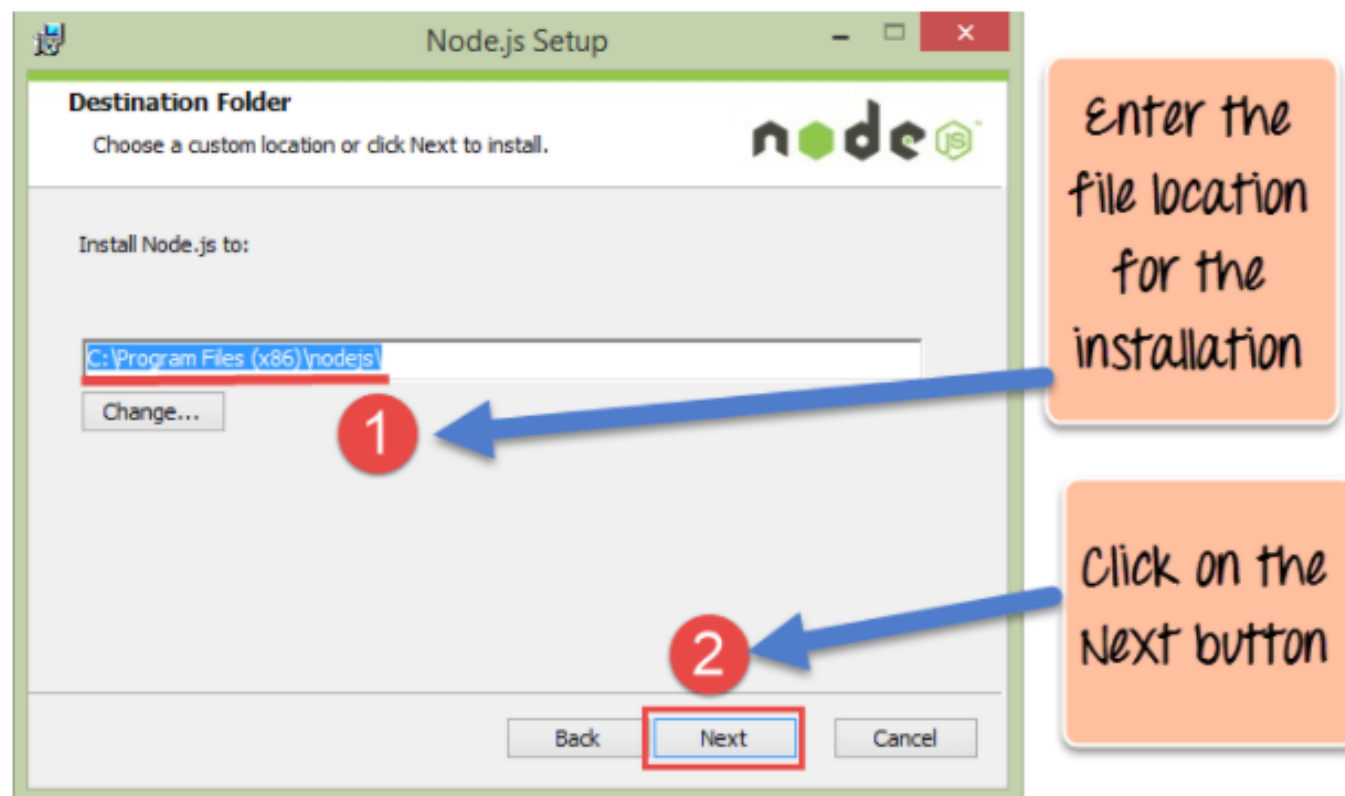 Node.js Setup
Destination Folder
Choose a custom location or click Next to install.
node JS™
Install Node.js to:
C:\Program Files (x86)\nodejs\
Change...
1
Enter the
file location
for the
installation
2
Click on the
Next button
Back
Next
Cancel